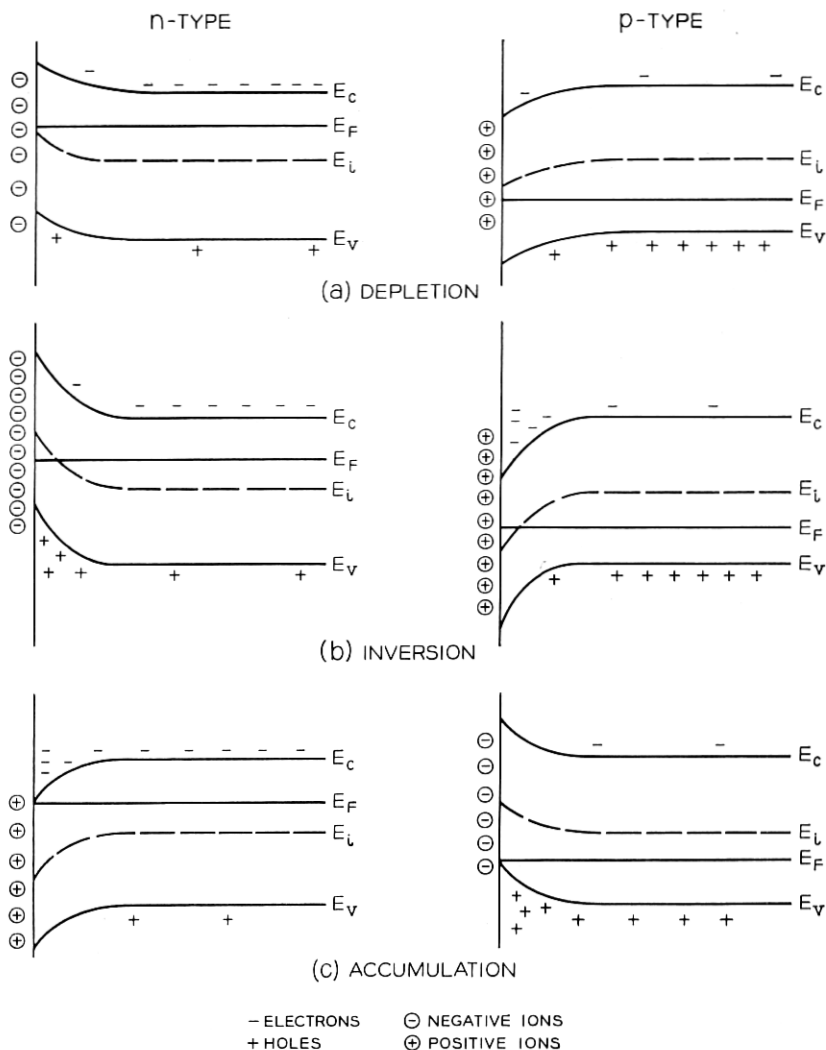 n-TYPE
p-TYPE
E_C
E_F
E_i
E_V
E_C
E_i
E_F
E_V
(a) DEPLETION
E_C
E_F
E_i
E_V
E_C
E_i
E_F
E_V
(b) INVERSION
E_C
E_F
E_i
E_V
E_C
E_i
E_F
E_V
(c) ACCUMULATION
− ELECTRONS ⊖ NEGATIVE IONS
+ HOLES ⊕ POSITIVE IONS